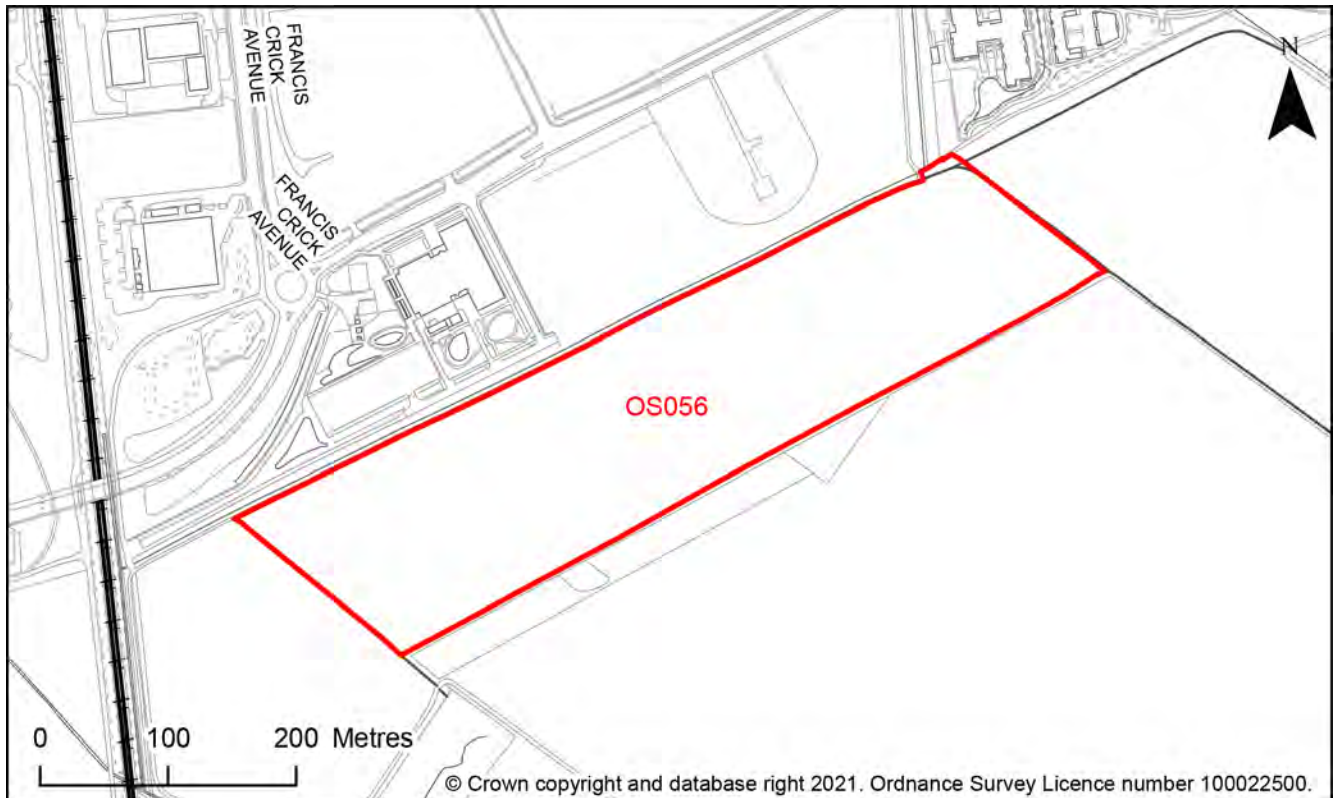 FRANCIS
CRICK
AVENUE
N
FRANCIS
CRICK
AVENUE
OS056
0 100 200 Metres
© Crown copyright and database right 2021. Ordnance Survey Licence number 100022500.